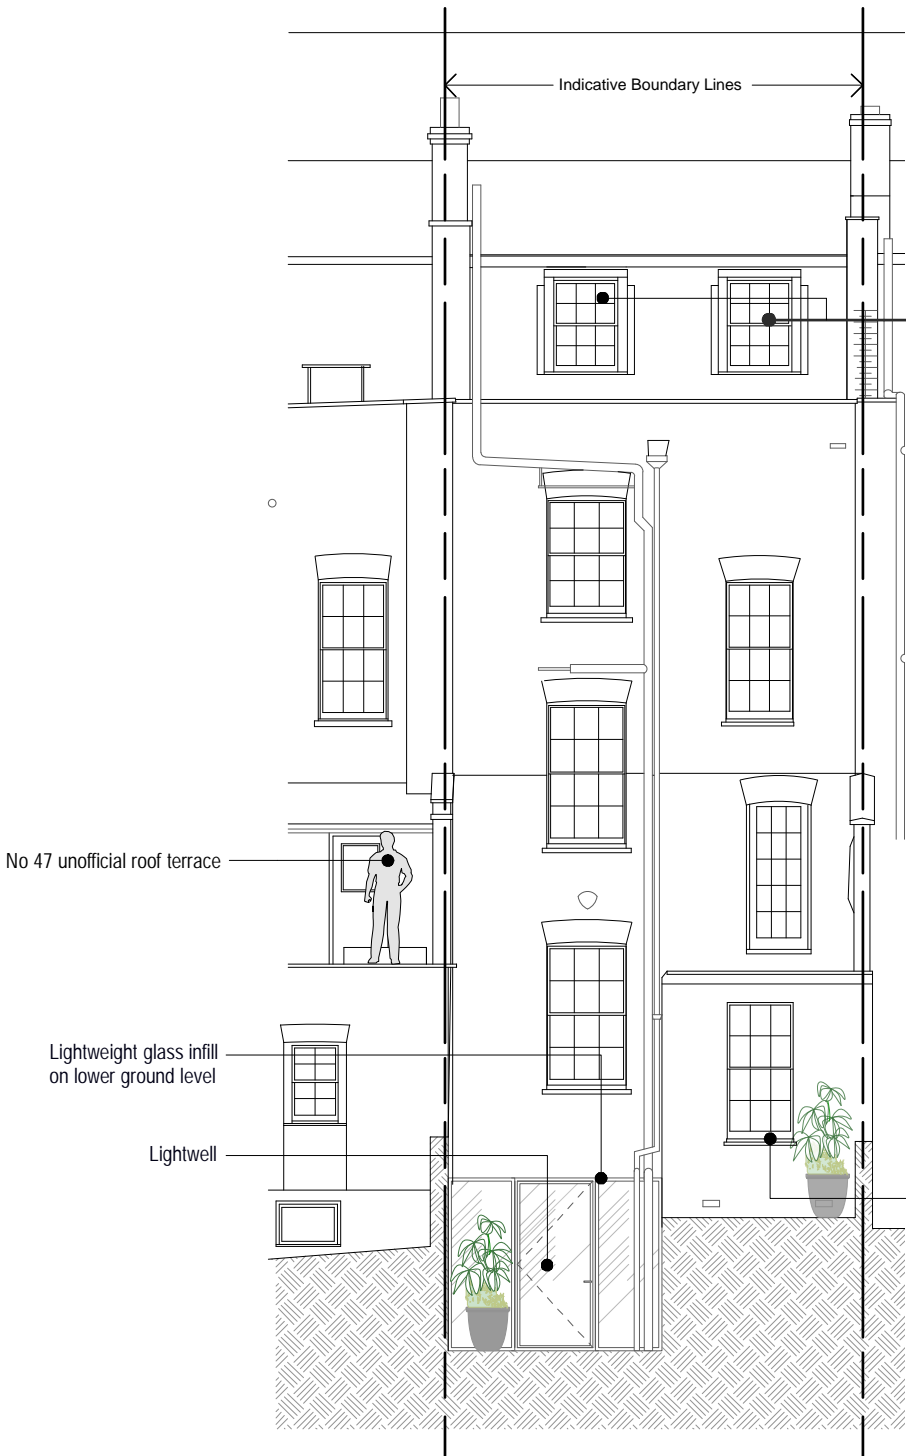 Indicative Boundary Lines
No 47 unofficial roof terrace
Lightweight glass infill
on lower ground level
Lightwell